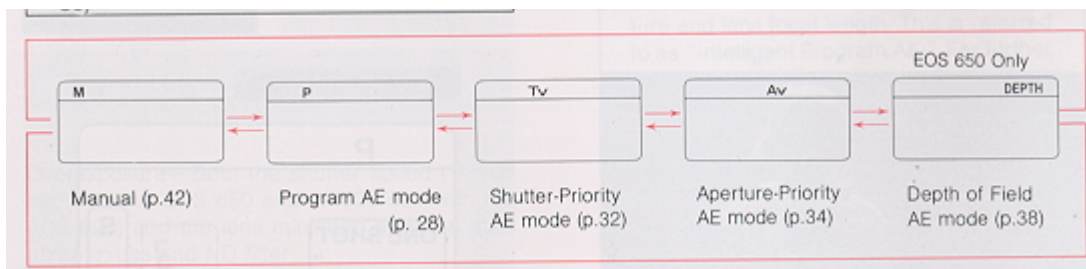 EOS 650 Only
M P Tv Av DEPTH
Manual (p.42) Program AE mode Shutter-Priority Aperture-Priority Depth of Field
(p. 28) AE mode (p.32) AE mode (p.34) AE mode (p.38)